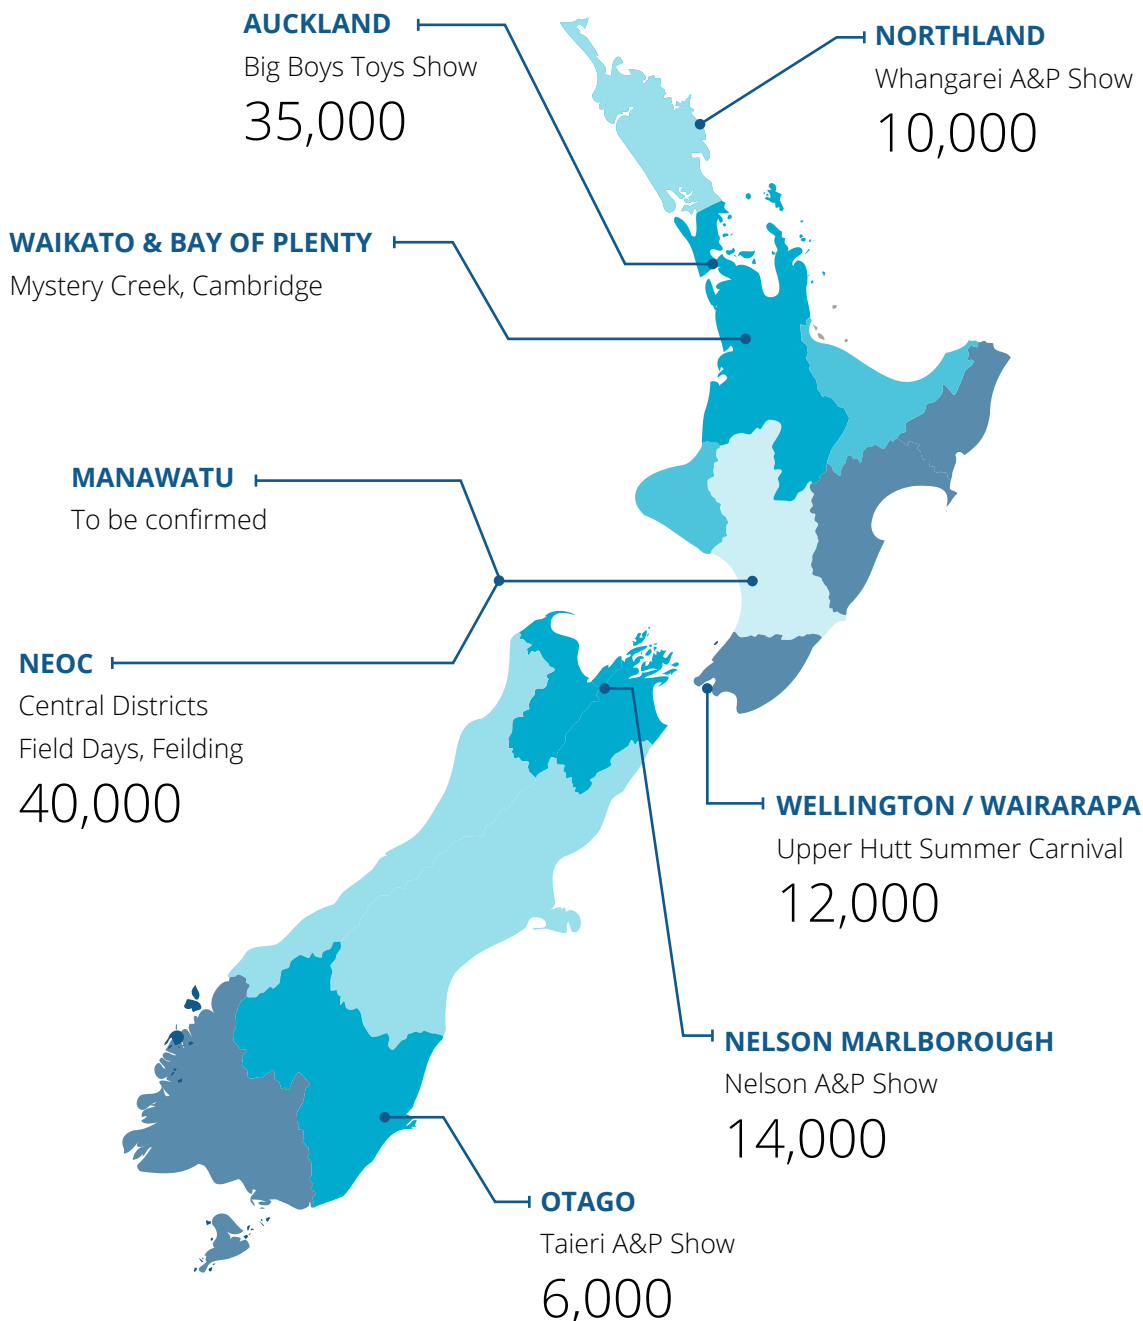 AUCKLAND
Big Boys Toys Show
35,000
NORTHLAND
Whangarei A&P Show
10,000
WAIKATO & BAY OF PLENTY
Mystery Creek, Cambridge
MANAWATU
To be confirmed
NEOC
Central Districts
Field Days, Feilding
40,000
WELLINGTON / WAIRARAPA
Upper Hutt Summer Carnival
12,000
NELSON MARLBOROUGH
Nelson A&P Show
14,000
OTAGO
Taieri A&P Show
6,000